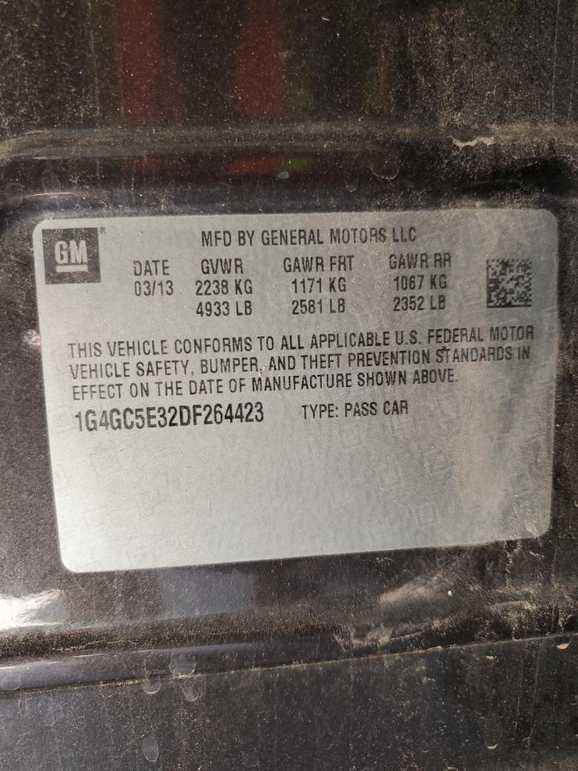 GM
MFD BY GENERAL MOTORS LLC
DATE GVWR GAWR FRT GAWR RR
03/13 2238 KG 1171 KG 1067 KG
4933 LB 2581 LB 2352 LB
THIS VEHICLE CONFORMS TO ALL APPLICABLE U.S. FEDERAL MOTOR
VEHICLE SAFETY, BUMPER, AND THEFT PREVENTION STANDARDS IN
EFFECT ON THE DATE OF MANUFACTURE SHOWN ABOVE.
1G4GC5E32DF264423 TYPE: PASS CAR